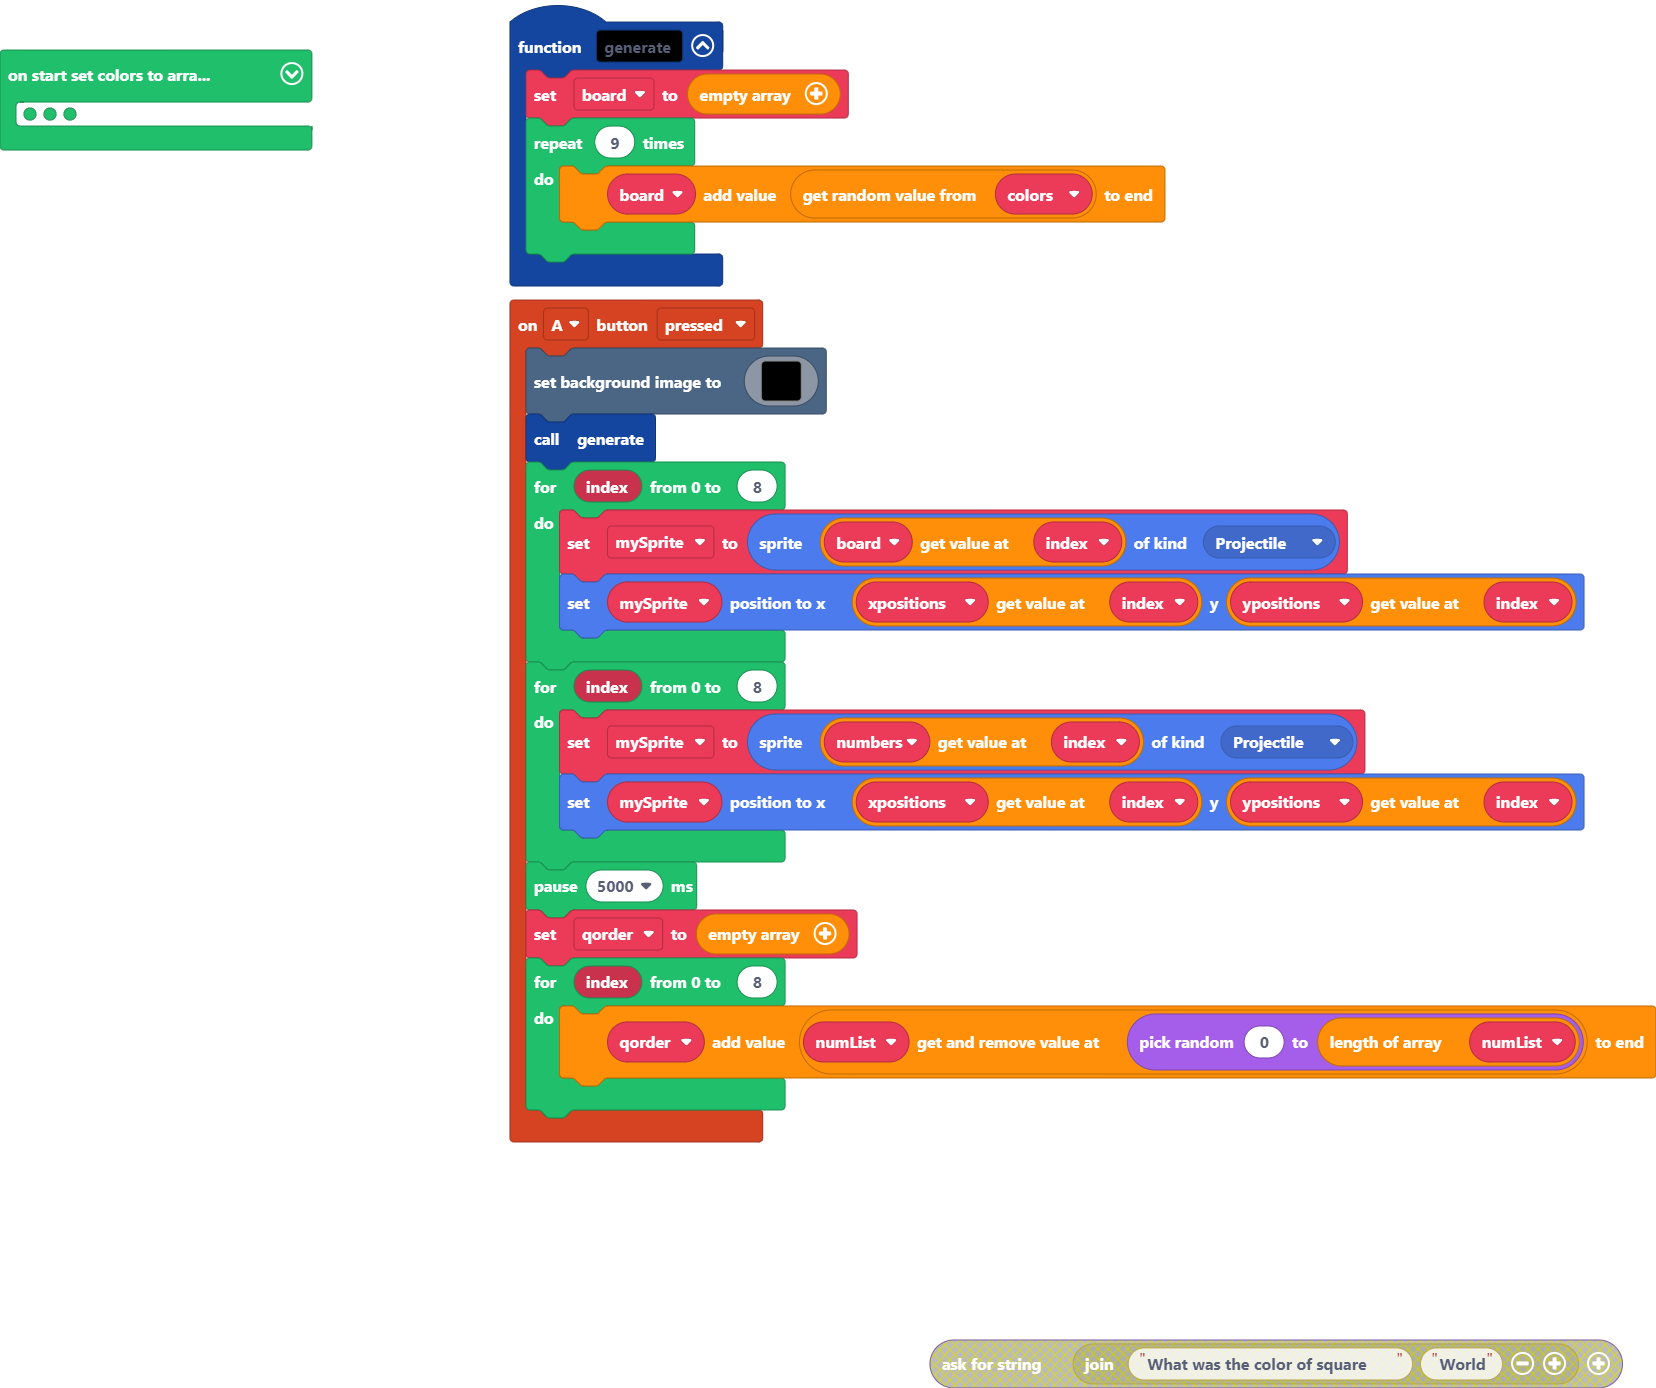 function generate
on start set colors to arra...
set board to empty array
repeat 9 times
do board add value get random value from colors to end
on A button pressed
set background image to
call generate
for index from 0 to 8
do set mySprite to sprite board get value at index of kind Projectile
set mySprite position to x xpositions get value at index y ypositions get value at index
for index from 0 to 8
do set mySprite to sprite numbers get value at index of kind Projectile
set mySprite position to x xpositions get value at index y ypositions get value at index
pause 5000 ms
set qorder to empty array
for index from 0 to 8
do qorder add value numList get and remove value at pick random 0 to length of array numList to end
ask for string join "What was the color of square " "World"